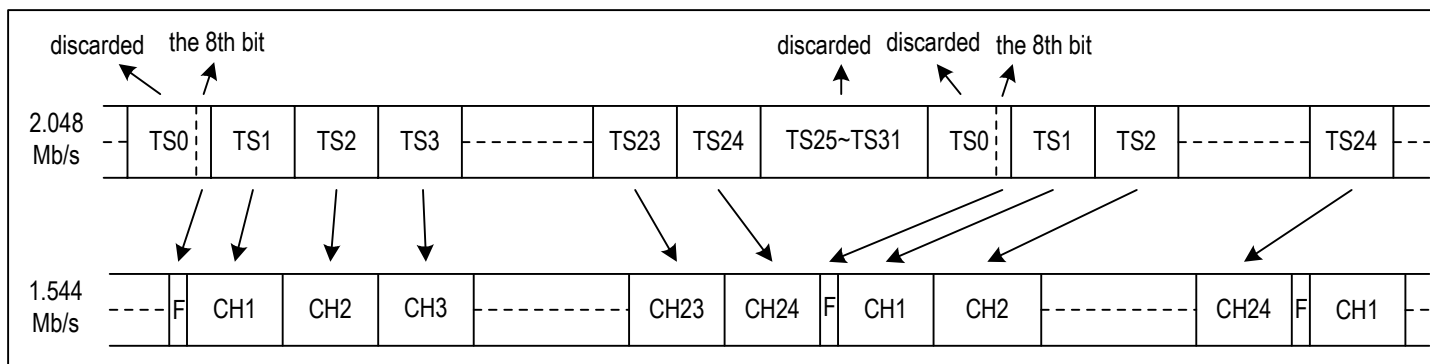 discarded the 8th bit discarded discarded the 8th bit
2.048 Mb/s
TS0 TS1 TS2 TS3 TS23 TS24 TS25~TS31 TS0 TS1 TS2 TS24
1.544 Mb/s
F CH1 CH2 CH3 CH23 CH24 F CH1 CH2 CH24 F CH1